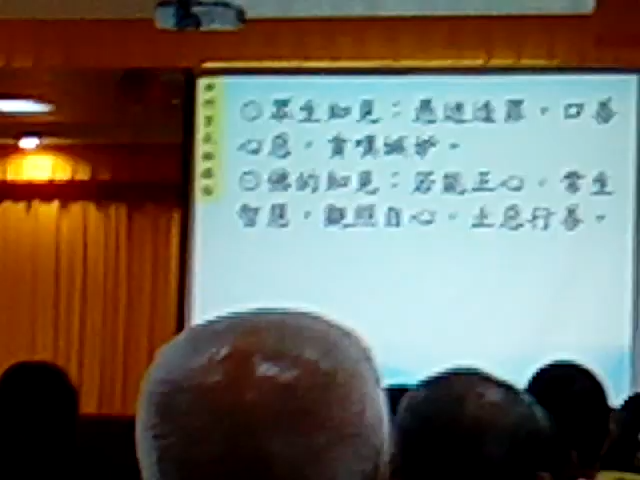 ○眾生知見：愚迷造罪，口善
心惡，貪嗔嫉妒。
○佛的知見：若能正心，常生
智慧，觀照自心，止惡行善。